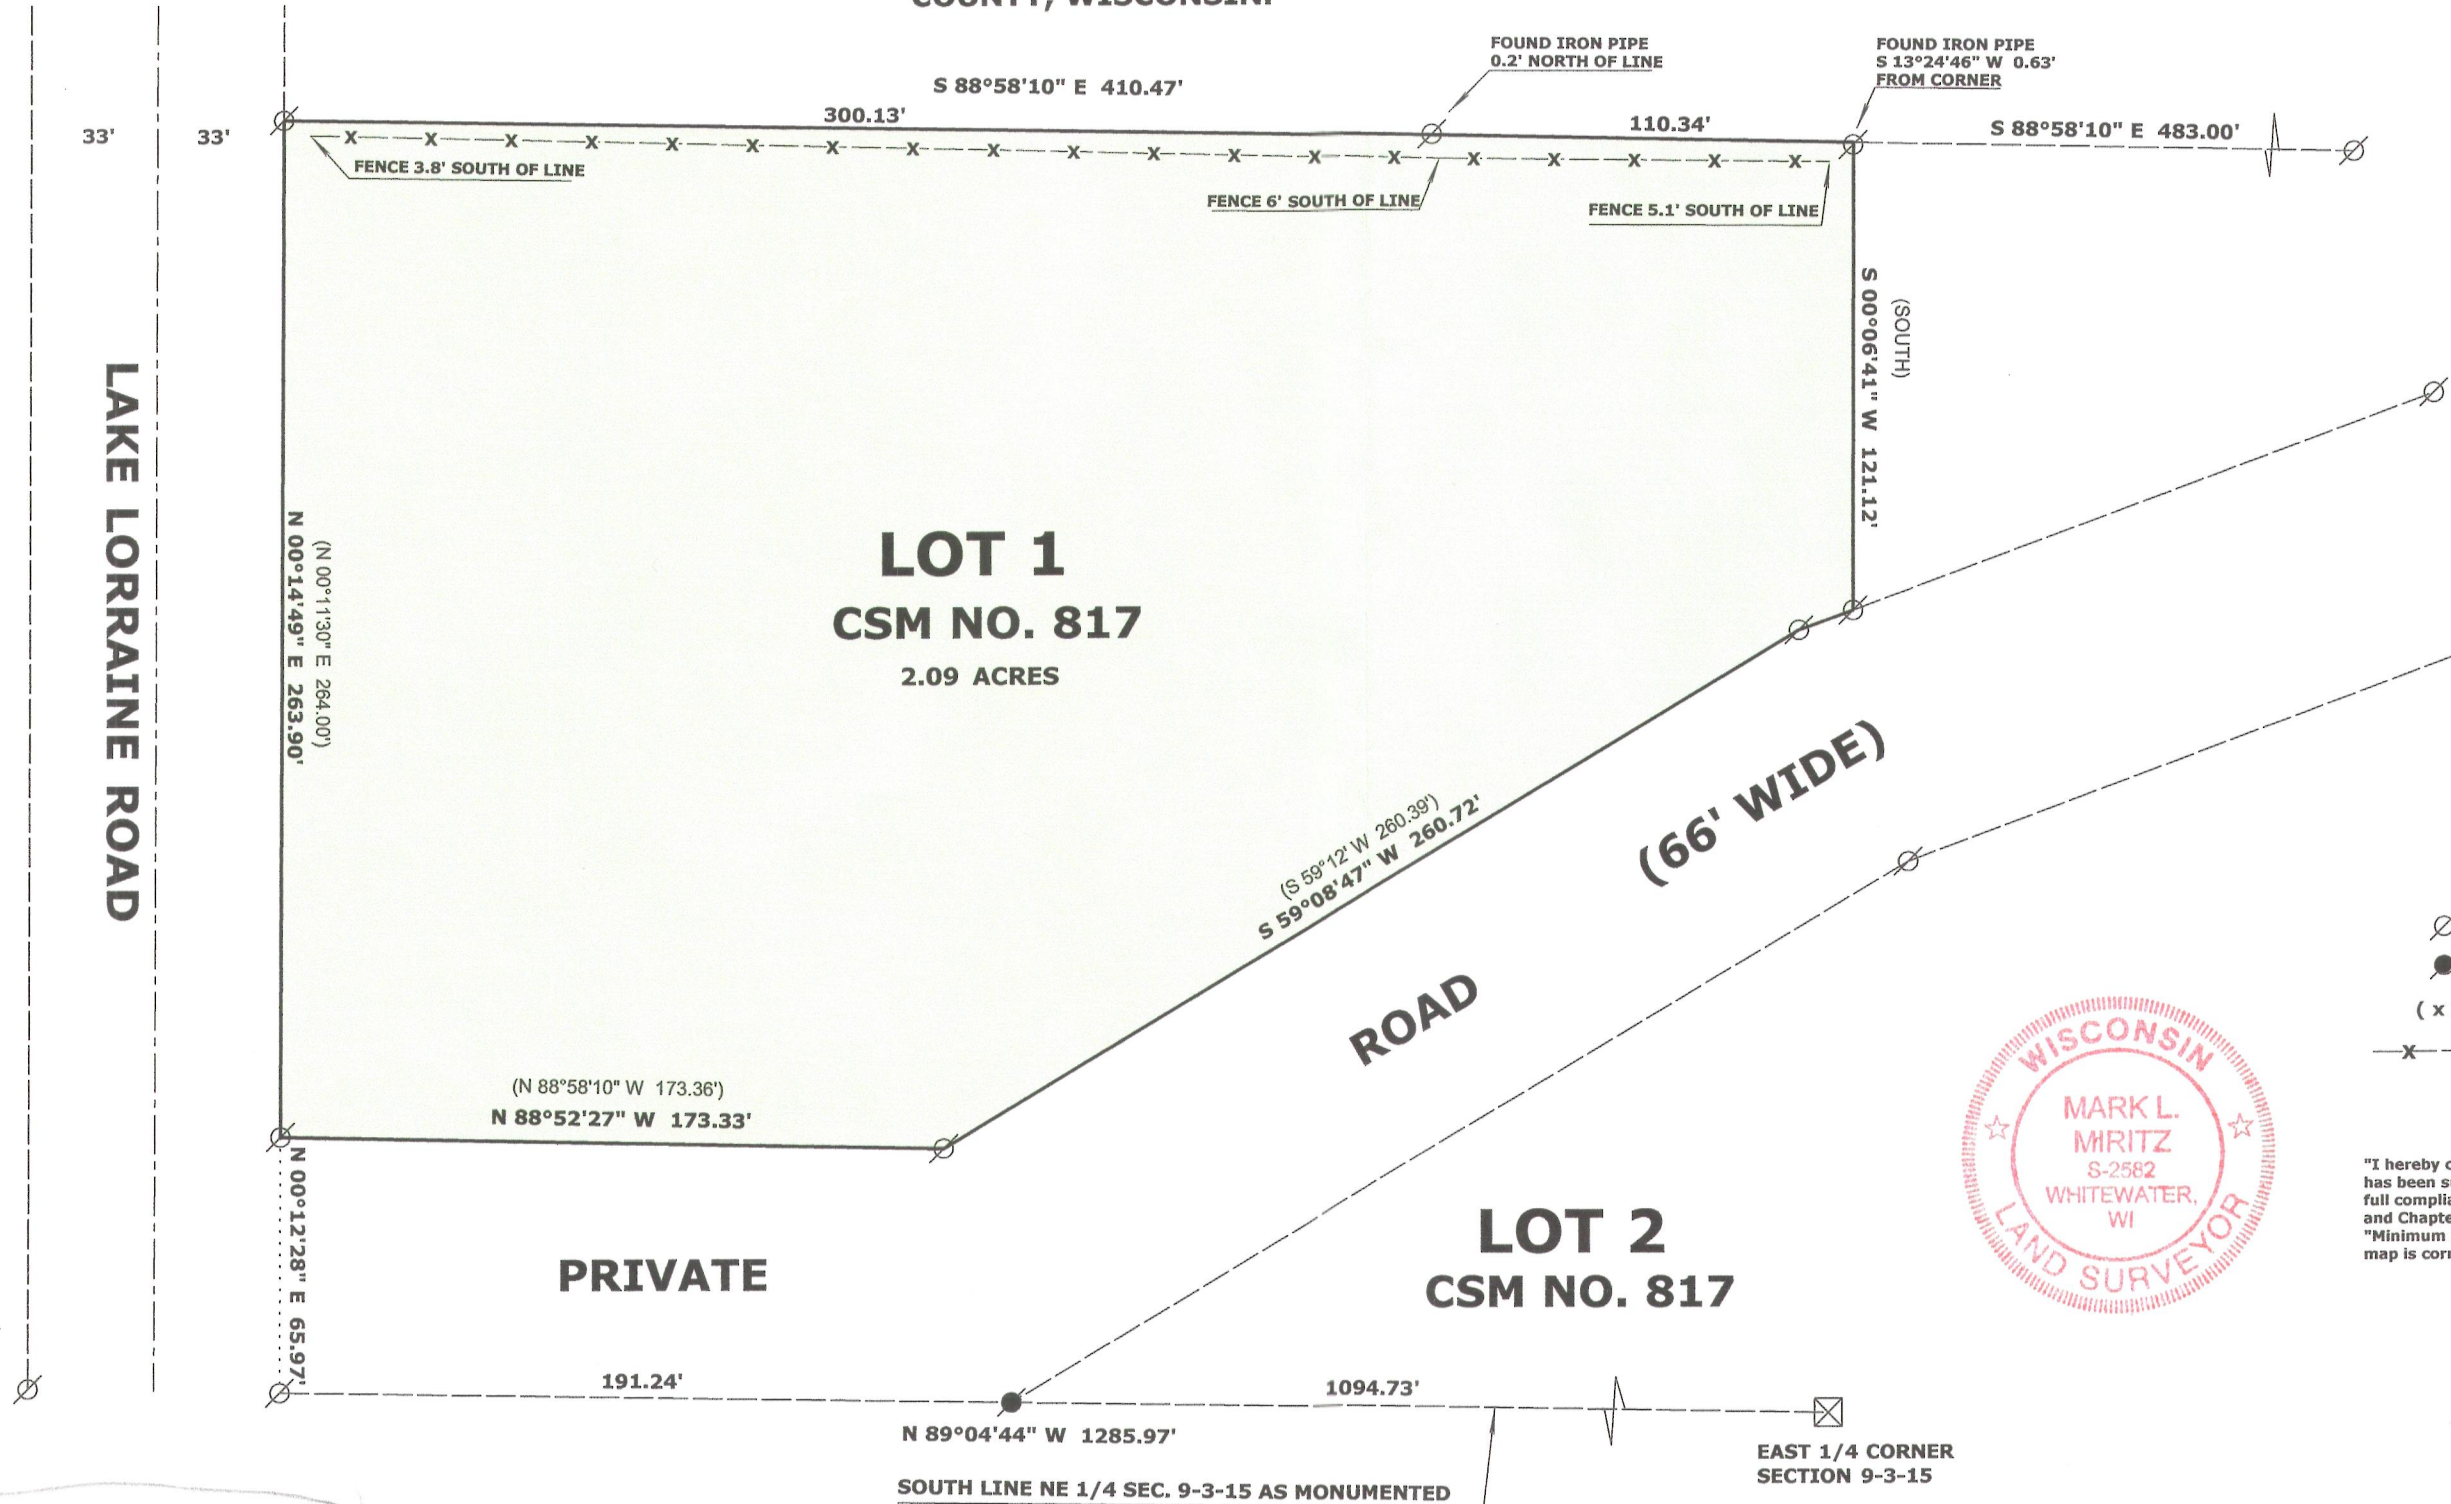 COUNTY, WISCONSIN.
FOUND IRON PIPE
0.2' NORTH OF LINE
FOUND IRON PIPE
S 13°24'46" W 0.63'
FROM CORNER
S 88°58'10" E 410.47'
300.13'
110.34'
S 88°58'10" E 483.00'
33'
33'
X X X X X X X X X X X X X X X X X X X
FENCE 3.8' SOUTH OF LINE
FENCE 6' SOUTH OF LINE
FENCE 5.1' SOUTH OF LINE
(SOUTH)
S 00°06'41" W 121.12'
LAKE LORRAINE ROAD
(N 00°11'30" E 264.00')
N 00°14'49" E 263.90'
LOT 1
CSM NO. 817
2.09 ACRES
(S 59°12' W 260.39')
S 59°08'47" W 260.72'
(66' WIDE)
ROAD
PRIVATE
(N 88°58'10" W 173.36')
N 88°52'27" W 173.33'
N 00°12'28" E 65.97'
LOT 2
CSM NO. 817
191.24'
1094.73'
N 89°04'44" W 1285.97'
EAST 1/4 CORNER
SECTION 9-3-15
SOUTH LINE NE 1/4 SEC. 9-3-15 AS MONUMENTED
( x
X
WISCONSIN
MARK L.
MIRITZ
S-2582
WHITEWATER,
WI
LAND SURVEYOR
"I hereby
has been
full
and
"Minimum
map is